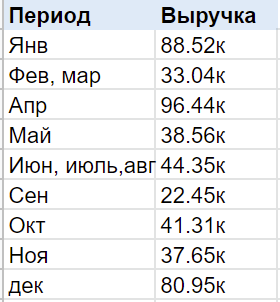 Период Выручка
Янв 88.52к
Фев, мар 33.04к
Апр 96.44к
Май 38.56к
Июн, июль,авг 44.35к
Сен 22.45к
Окт 41.31к
Ноя 37.65к
дек 80.95к